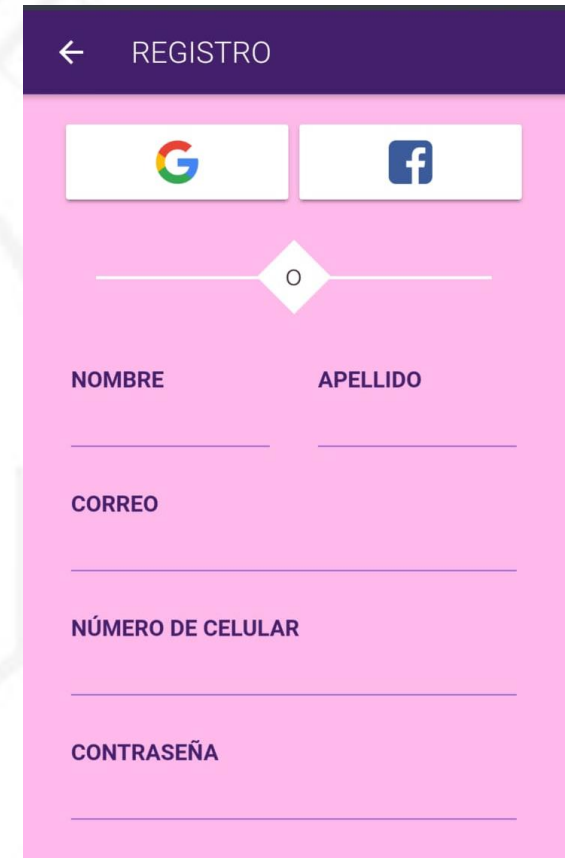 REGISTRO
O
NOMBRE APELLIDO
CORREO
NÚMERO DE CELULAR
CONTRASEÑA